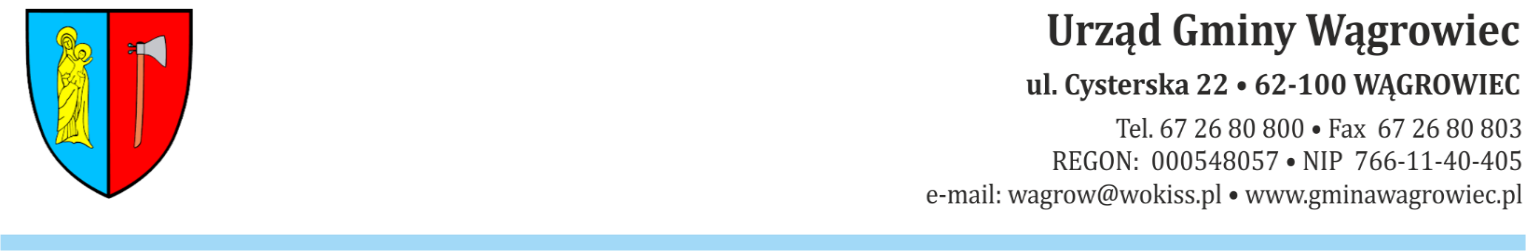 Urząd Gminy Wągrowiec
ul. Cysterska 22 • 62-100 WĄGROWIEC
Tel. 67 26 80 800 • Fax 67 26 80 803
REGON: 000548057 • NIP 766-11-40-405
e-mail: wagrow@wokiss.pl • www.gminawagrowiec.pl